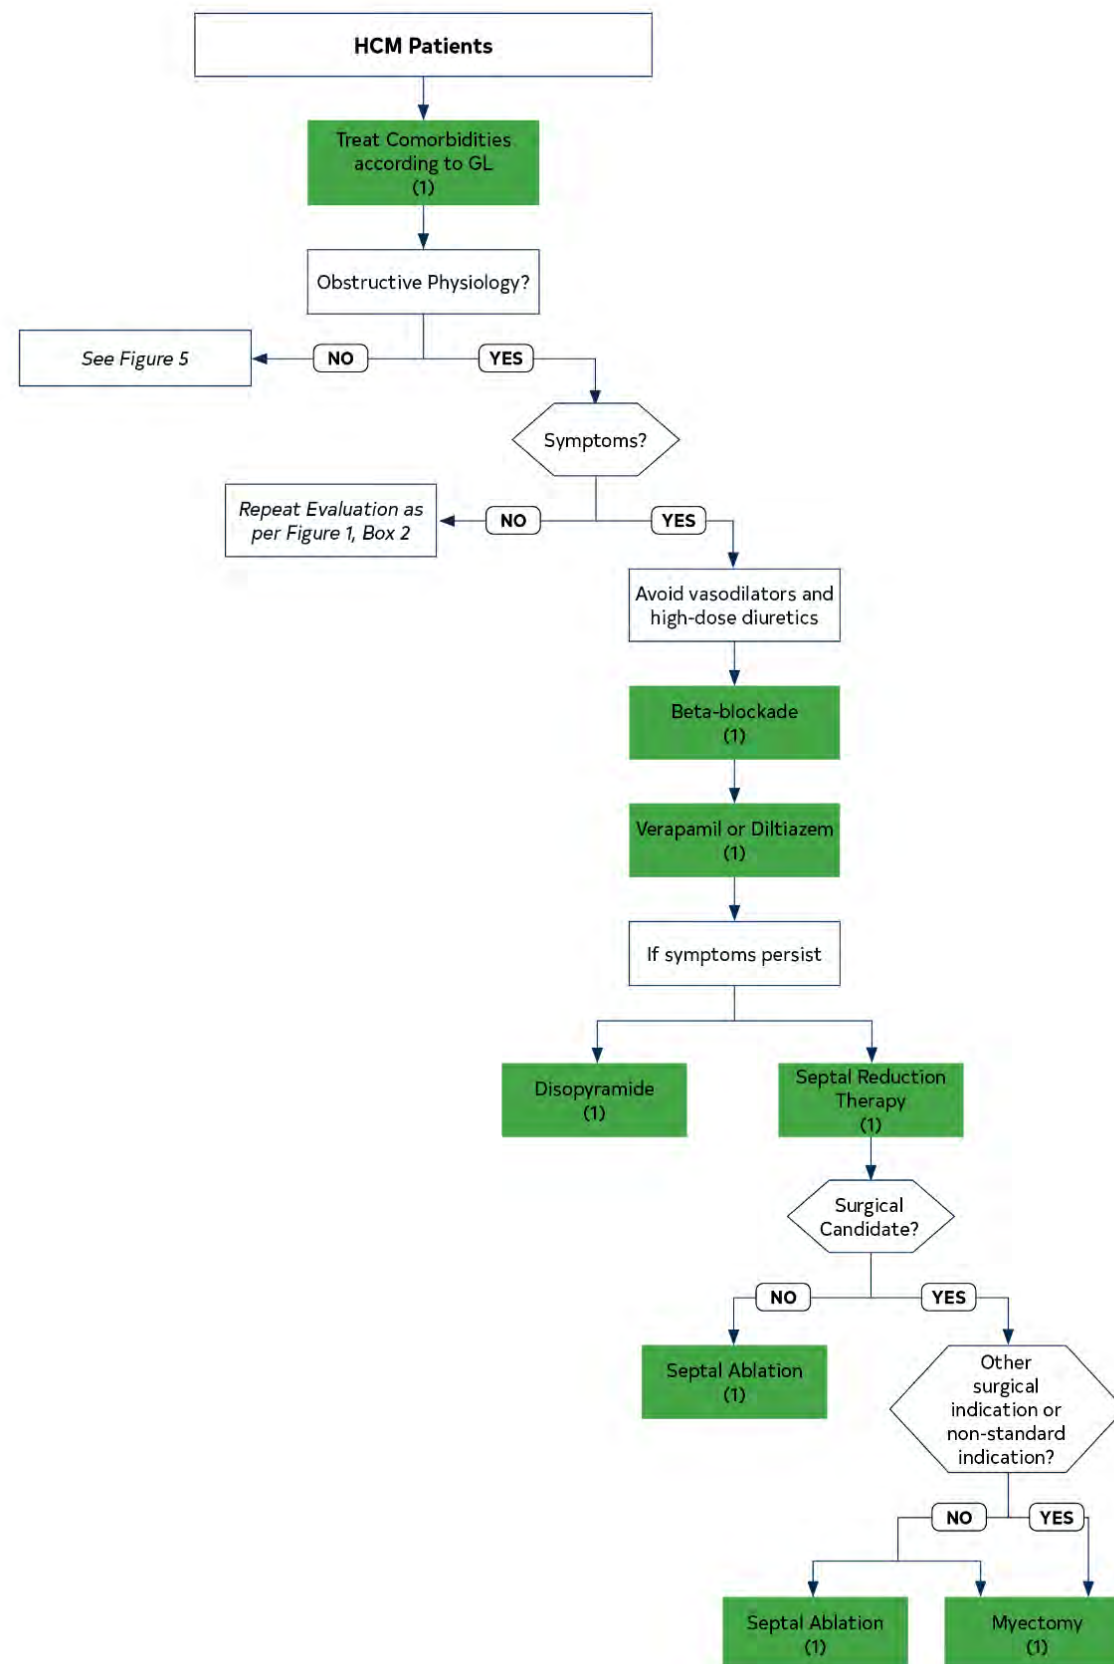 HCM Patients
Treat Comorbidities
according to GL
(1)
Obstructive Physiology?
See Figure 5
NO
YES
Symptoms?
Repeat Evaluation as
per Figure 1, Box 2
NO
YES
Avoid vasodilators and
high-dose diuretics
Beta-blockade
(1)
Verapamil or Diltiazem
(1)
If symptoms persist
Disopyramide
(1)
Septal Reduction
Therapy
(1)
Surgical
Candidate?
NO
YES
Septal Ablation
(1)
Other
surgical
indication or
non-standard
indication?
NO
YES
Septal Ablation
(1)
Myectomy
(1)